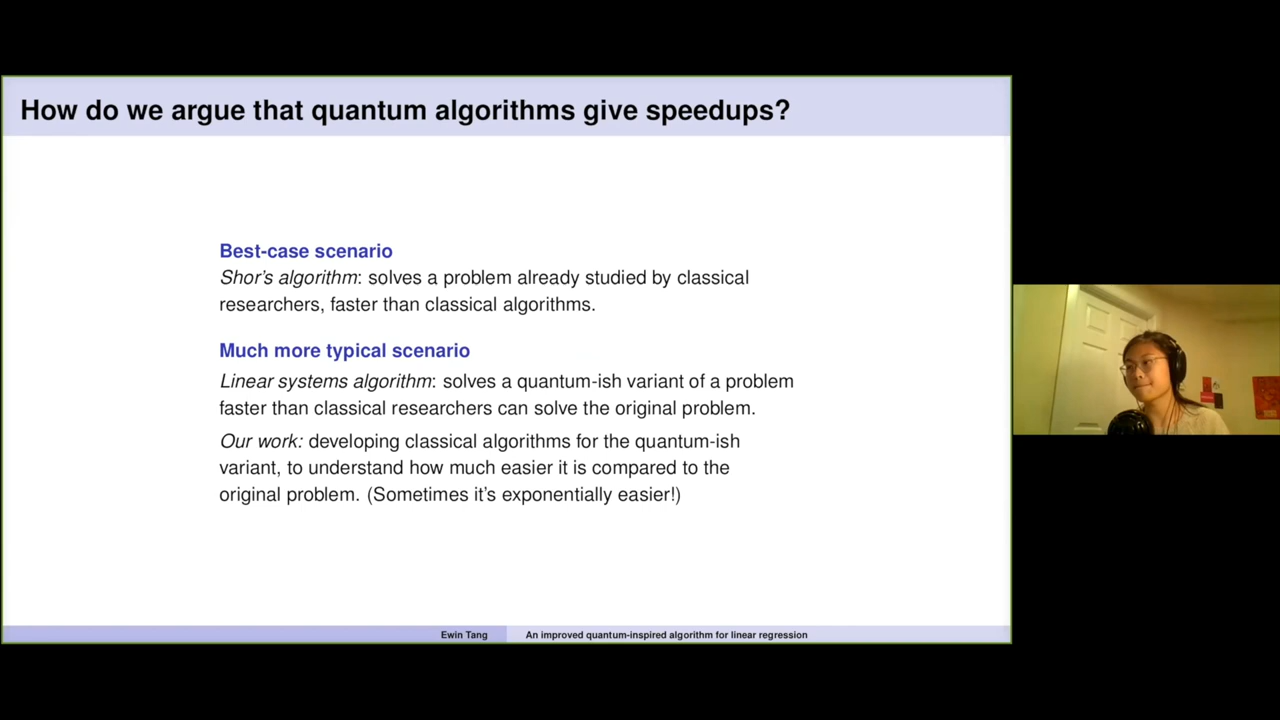 How do we argue that quantum algorithms give speedups?
Best-case scenario
Shor's algorithm: solves a problem already studied by classical
researchers, faster than classical algorithms.
Much more typical scenario
Linear systems algorithm: solves a quantum-ish variant of a problem
faster than classical researchers can solve the original problem.
Our work: developing classical algorithms for the quantum-ish
variant, to understand how much easier it is compared to the
original problem. (Sometimes it's exponentially easier!)
Ewin Tang
An improved quantum-inspired algorithm for linear regression